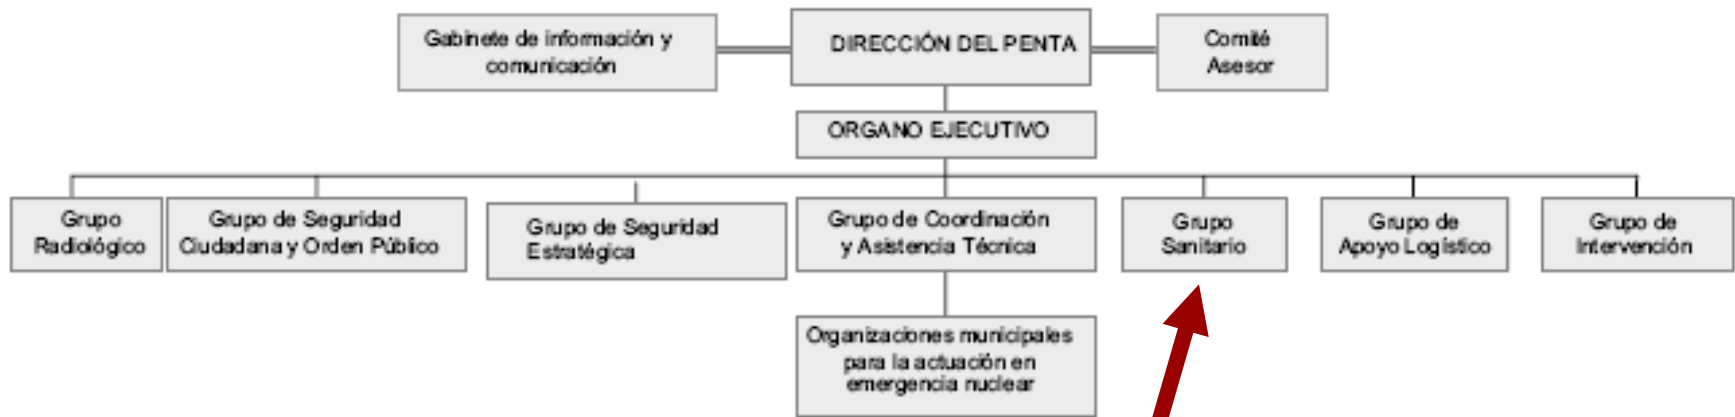 Gabinete de información y
comunicación
DIRECCIÓN DEL PENTA
Comité
Asesor
ORGANO EJECUTIVO
Grupo
Radiológico
Grupo de Seguridad
Ciudadana y Orden Público
Grupo de Seguridad
Estratégica
Grupo de Coordinación
y Asistencia Técnica
Grupo
Sanitario
Grupo de
Apoyo Logístico
Grupo de
Intervención
Organizaciones municipales
para la actuación en
emergencia nuclear